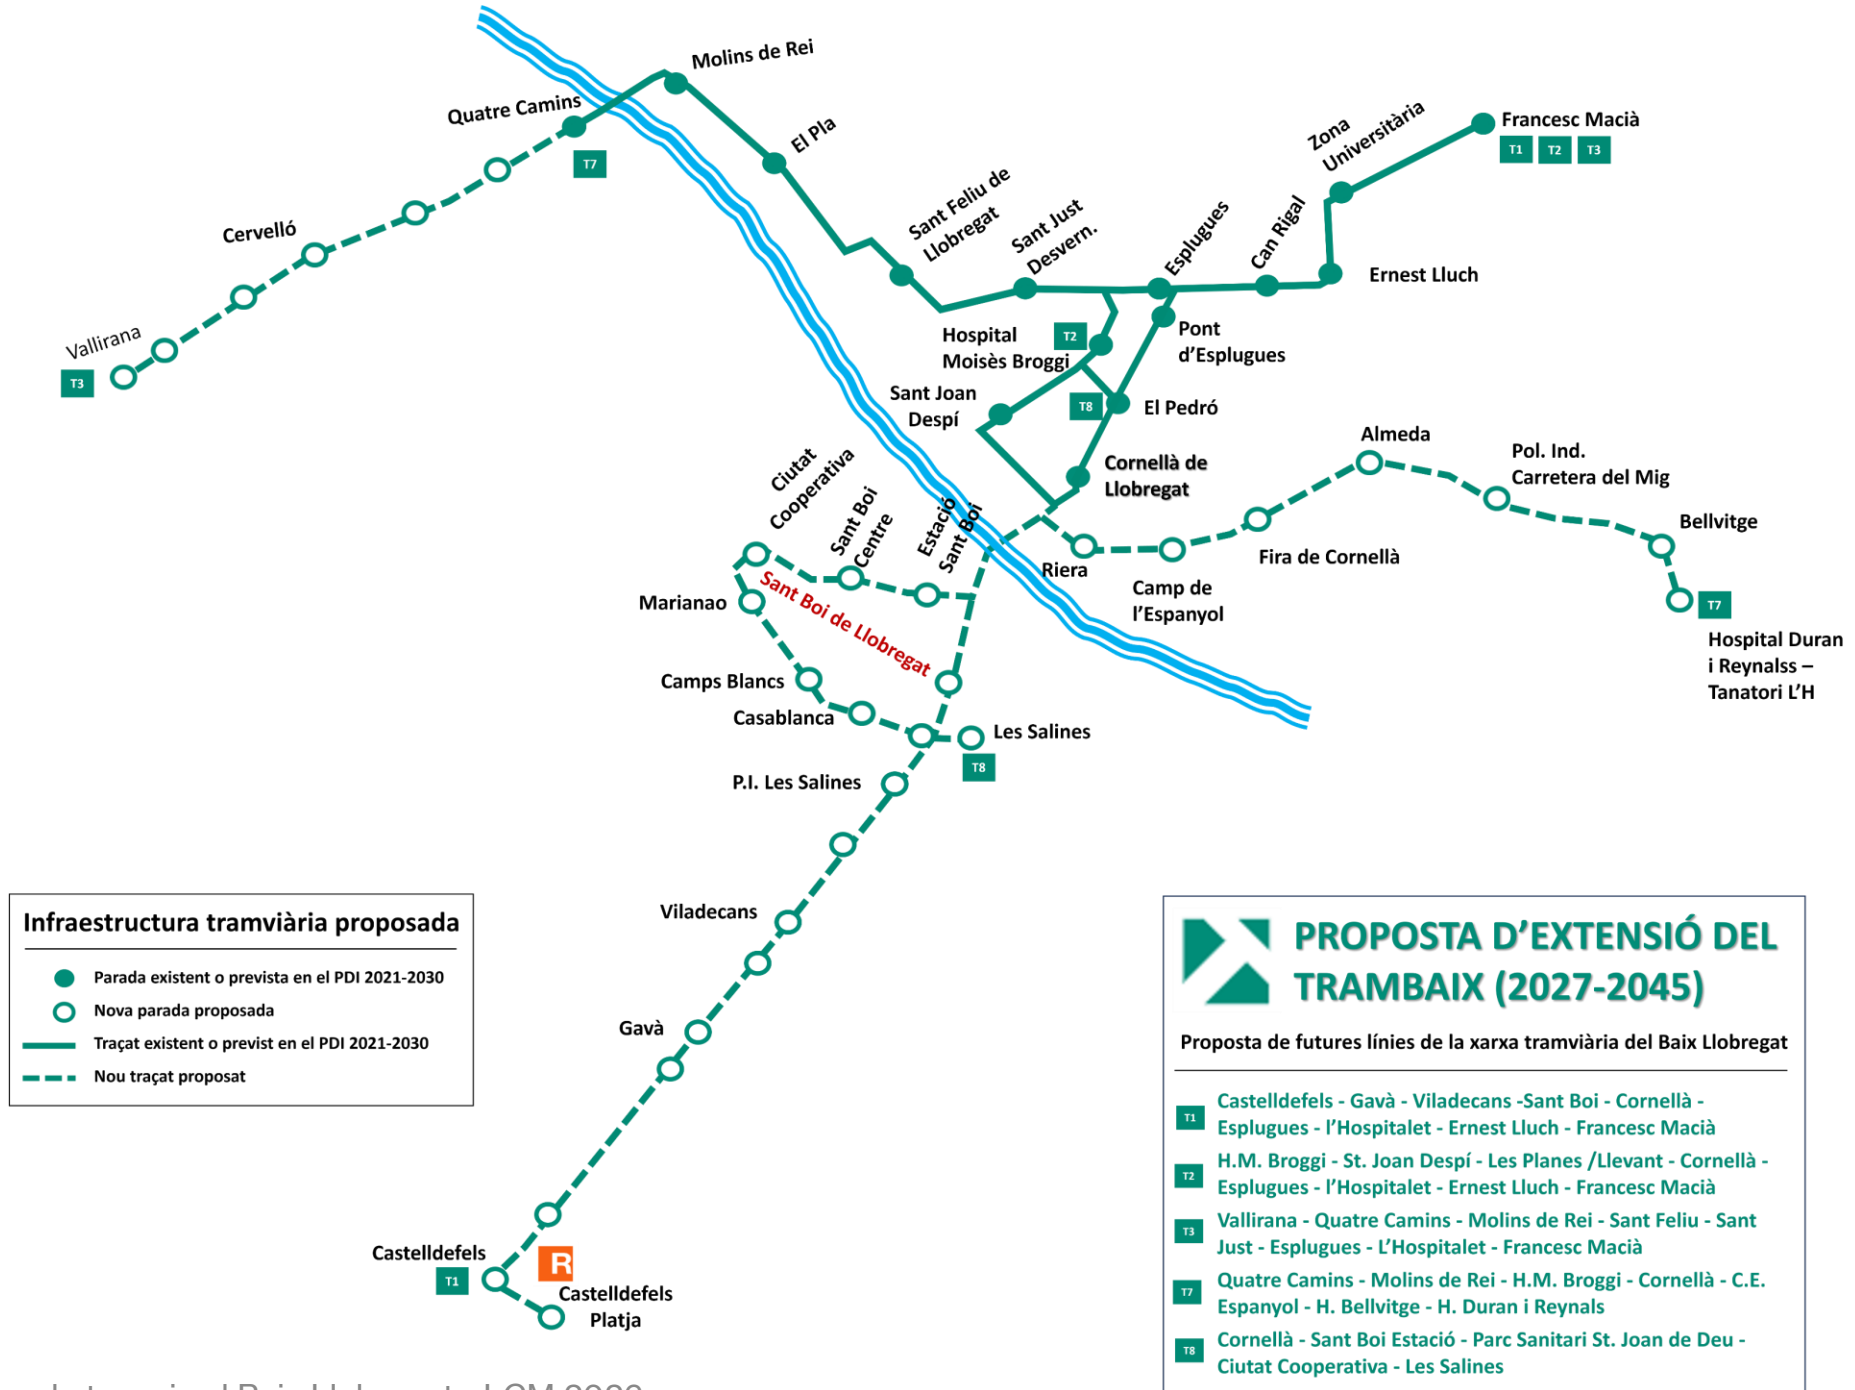 Molins de Rei
Quatre Camins
T7
El Pla
Cervelló
Vallirana
T3
Sant Feliu de
Llobregat
Sant Just
Desvern.
Esplugues
Can Rigal
Zona
Universitària
Francesc Macià
T1 T2 T3
Ernest Lluch
Hospital
Moisès Broggi
T2
Pont
d'Esplugues
Sant Joan
Despí
T8
El Pedró
Cornellà de
Llobregat
Almeda
Pol. Ind.
Carretera del Mig
Bellvitge
Ciutat
Cooperativa
Sant Boi
Centre
Estació
Sant Boi
Riera
Camp de
l'Espanyol
Fira de Cornellà
T7
Hospital Duran
i Reynalss –
Tanatori L'H
Marianao
Sant Boi de Llobregat
Camps Blancs
Casablanca
Les Salines
T8
P.I. Les Salines
Viladecans
Gavà
Castelldefels
T1
R
Castelldefels
Platja
Infraestructura tramviària proposada
Parada existent o prevista en el PDI 2021-2030
Nova parada proposada
Traçat existent o previst en el PDI 2021-2030
Nou traçat proposat
PROPOSTA D'EXTENSIÓ DEL
TRAMBAIX (2027-2045)
Proposta de futures línies de la xarxa tramviària del Baix Llobregat
T1
Castelldefels - Gavà - Viladecans -Sant Boi - Cornellà -
Esplugues - l'Hospitalet - Ernest Lluch - Francesc Macià
T2
H.M. Broggi - St. Joan Despí - Les Planes /Llevant - Cornellà -
Esplugues - l'Hospitalet - Ernest Lluch - Francesc Macià
T3
Vallirana - Quatre Camins - Molins de Rei - Sant Feliu - Sant
Just - Esplugues - L'Hospitalet - Francesc Macià
T7
Quatre Camins - Molins de Rei - H.M. Broggi - Cornellà - C.E.
Espanyol - H. Bellvitge - H. Duran i Reynals
T8
Cornellà - Sant Boi Estació - Parc Sanitari St. Joan de Deu -
Ciutat Cooperativa - Les Salines